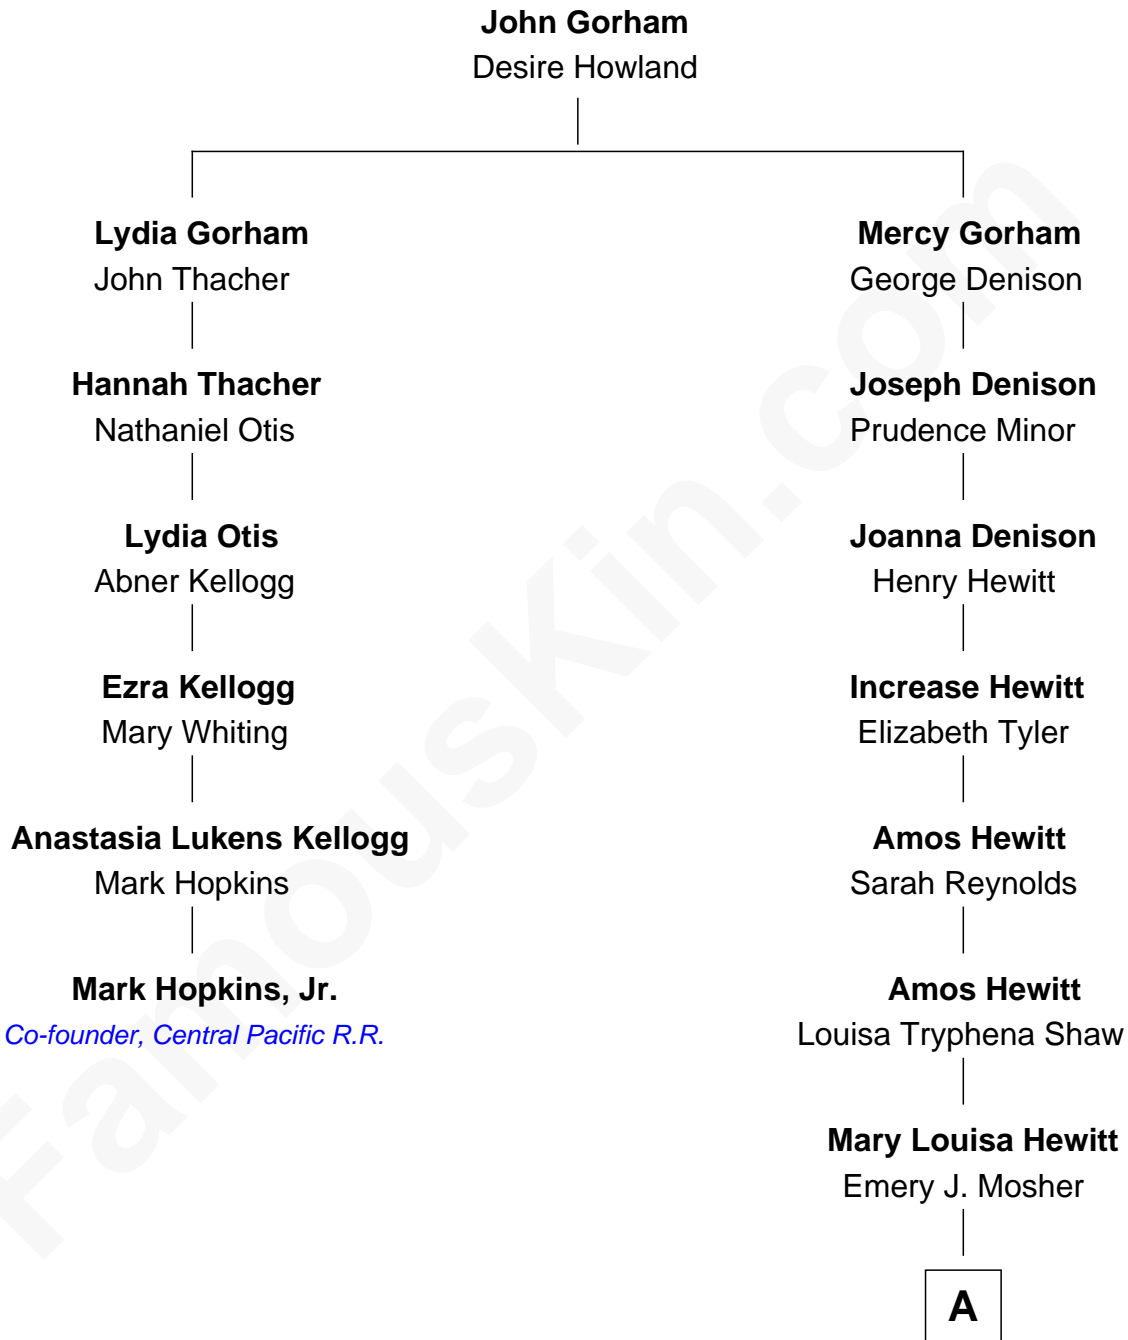 John Gorham
Desire Howland
Lydia Gorham
John Thacher
Mercy Gorham
George Denison
Hannah Thacher
Nathaniel Otis
Joseph Denison
Prudence Minor
Lydia Otis
Abner Kellogg
Joanna Denison
Henry Hewitt
Ezra Kellogg
Mary Whiting
Increase Hewitt
Elizabeth Tyler
Anastasia Lukens Kellogg
Mark Hopkins
Amos Hewitt
Sarah Reynolds
Mark Hopkins, Jr.
Co-founder, Central Pacific R.R.
Amos Hewitt
Louisa Tryphena Shaw
Mary Louisa Hewitt
Emery J. Mosher
A
FamousKin.com